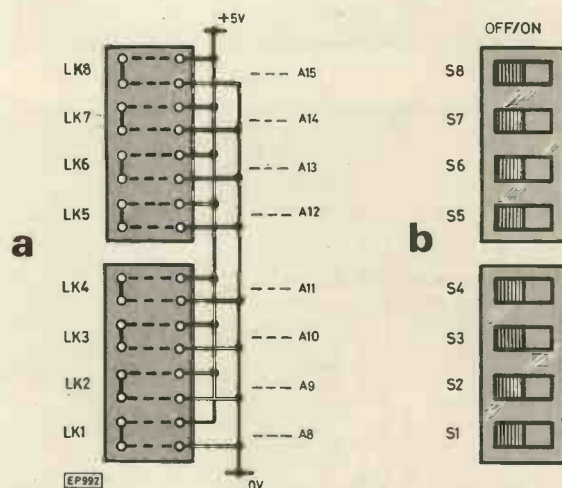 +5V
OFF/ON
LK8
A15
S8
LK7
A14
S7
LK6
A13
S6
LK5
A12
S5
a
b
LK4
A11
S4
LK3
A10
S3
LK2
A9
S2
LK1
A8
S1
EP992
0V